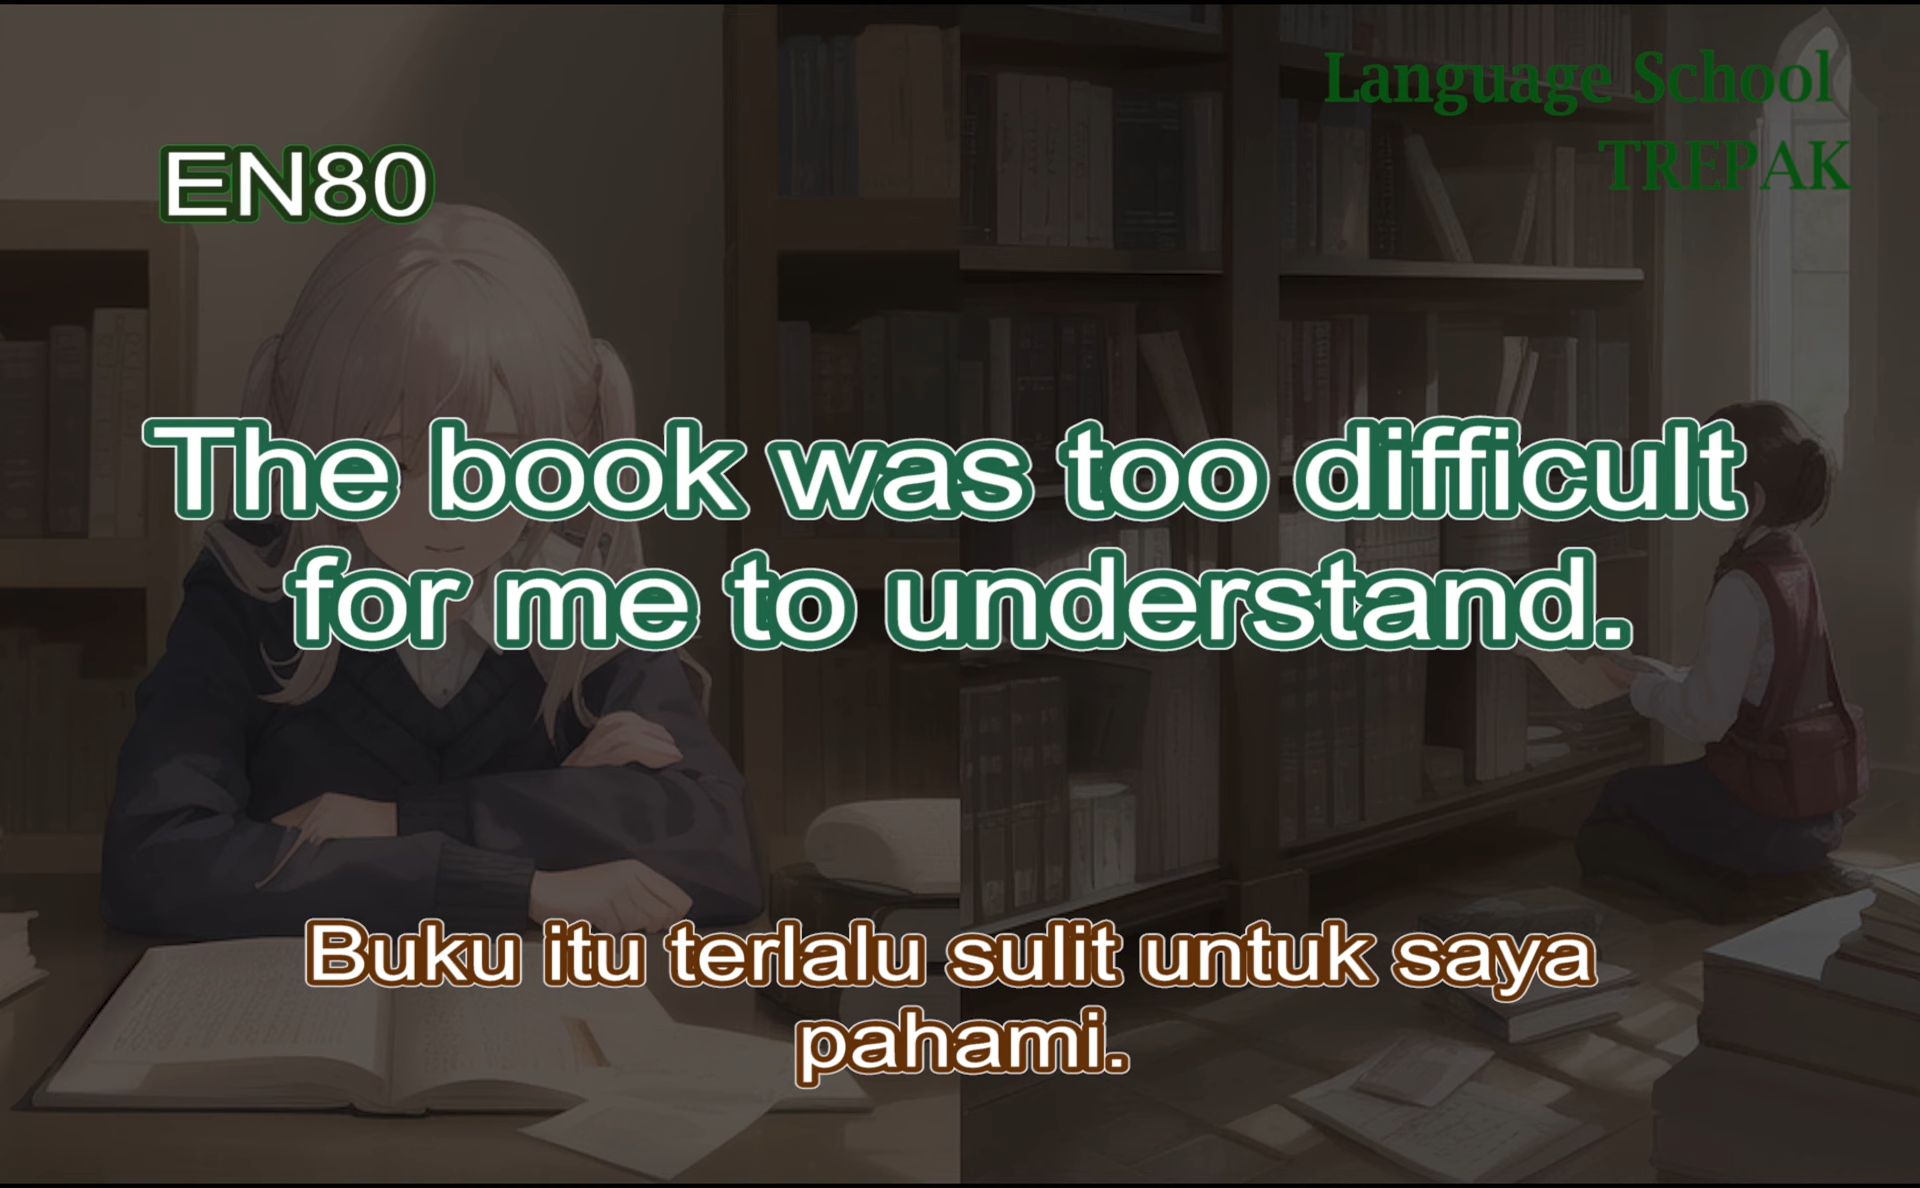 Language School
TREPAK
EN80
The book was too difficult
for me to understand.
Buku itu terlalu sulit untuk saya
pahami.